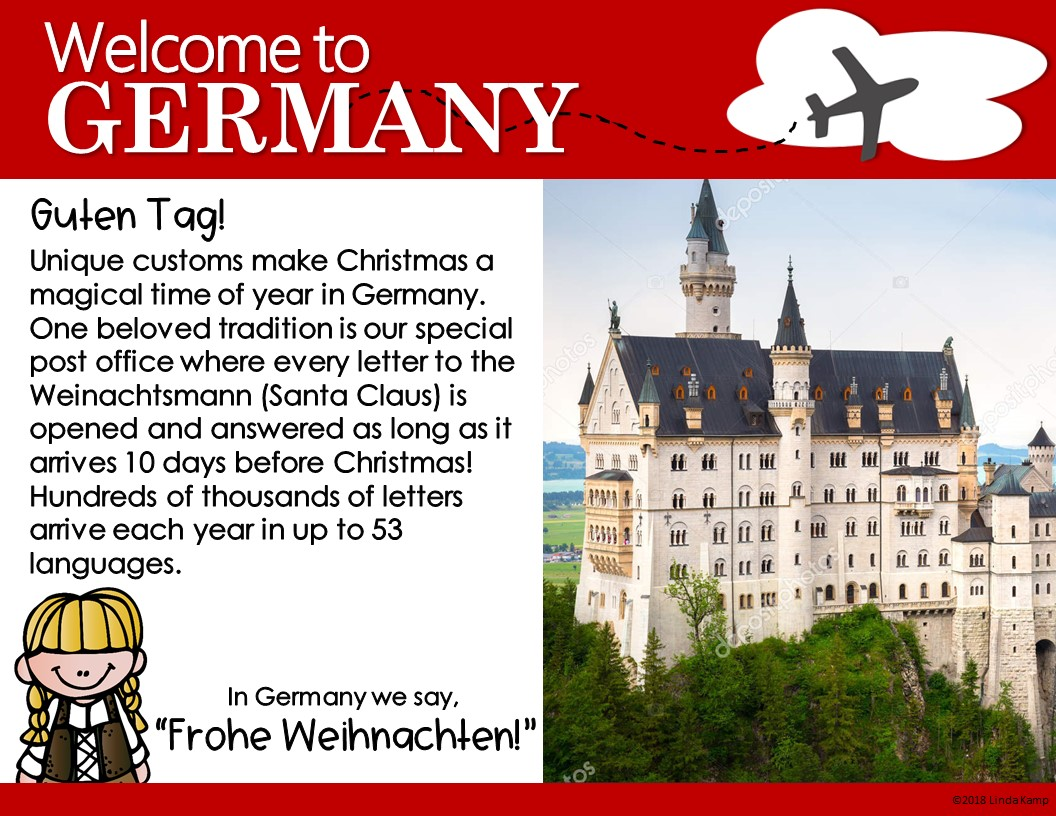 Welcome to
GERMANY
Guten Tag!
Unique customs make Christmas a
magical time of year in Germany.
One beloved tradition is our special
post office where every letter to the
Weinachtsmann (Santa Claus) is
opened and answered as long as it
arrives 10 days before Christmas!
Hundreds of thousands of letters
arrive each year in up to 53
languages.
In Germany we say,
“Frohe Weihnachten!”
depositphotos
©2018 Linda Kamp